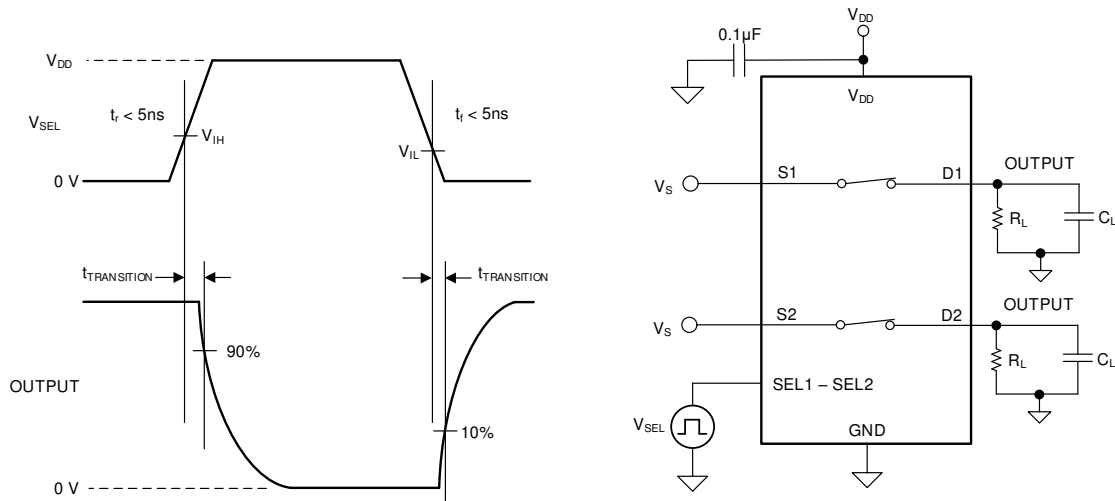 V_DD
t_r < 5ns
V_SEL
V_IH
t_f < 5ns
V_IL
0 V
t_TRANSITION
t_TRANSITION
90%
OUTPUT
10%
0 V
V_DD
0.1µF
V_DD
V_S
S1
D1
OUTPUT
R_L
C_L
V_S
S2
D2
OUTPUT
R_L
C_L
SEL1 – SEL2
V_SEL
GND